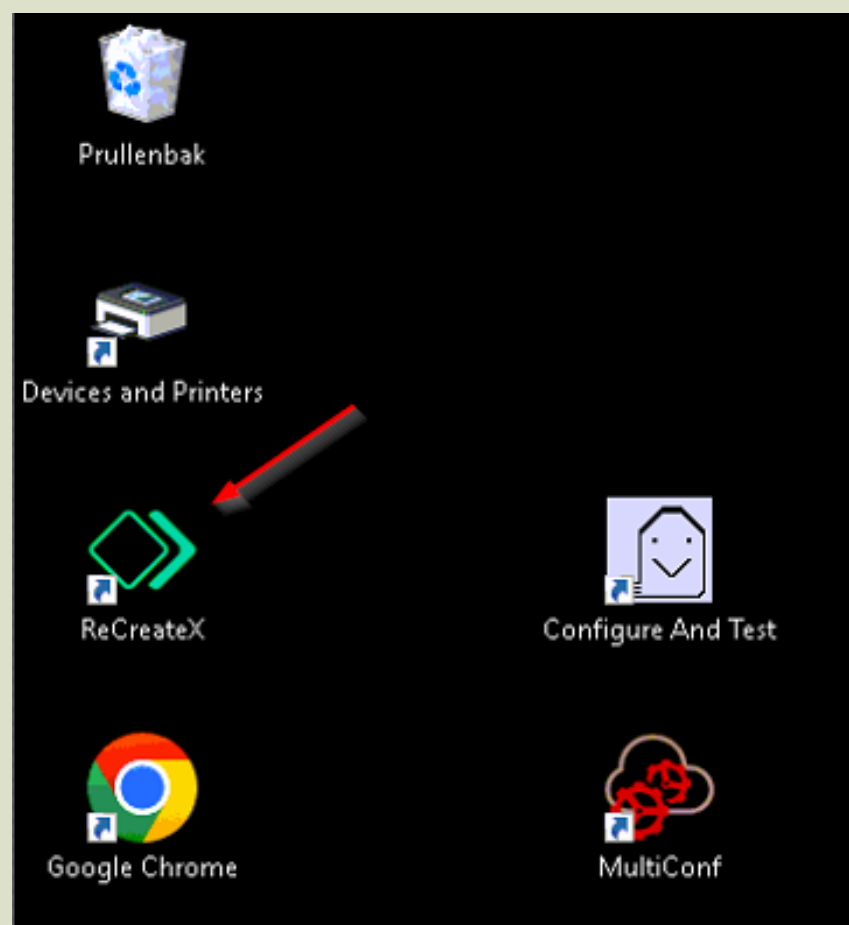 Prullenbak
Devices and Printers
ReCreateX
Configure And Test
Google Chrome
MultiConf